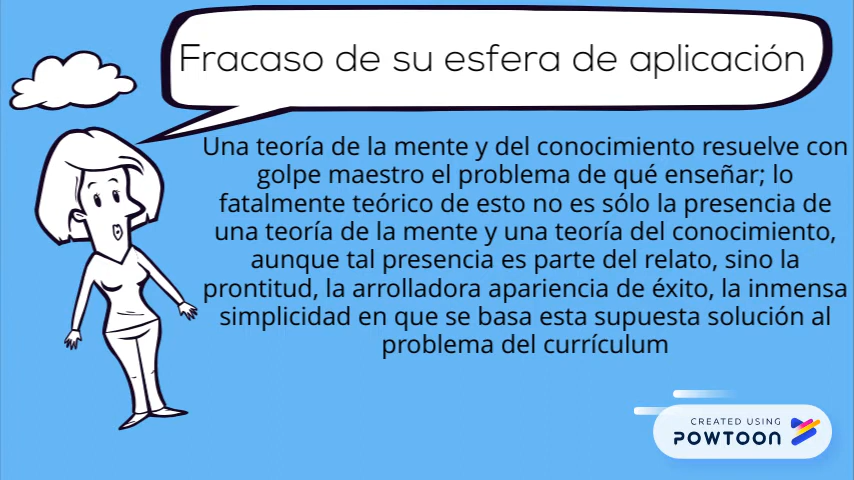 Fracaso de su esfera de aplicación
Una teoría de la mente y del conocimiento resuelve con
golpe maestro el problema de qué enseñar; lo
fatalmente teórico de esto no es sólo la presencia de
una teoría de la mente y una teoría del conocimiento,
aunque tal presencia es parte del relato, sino la
prontitud, la arrolladora apariencia de éxito, la inmensa
simplicidad en que se basa esta supuesta solución al
problema del currículum
CREATED USING
POWTOON